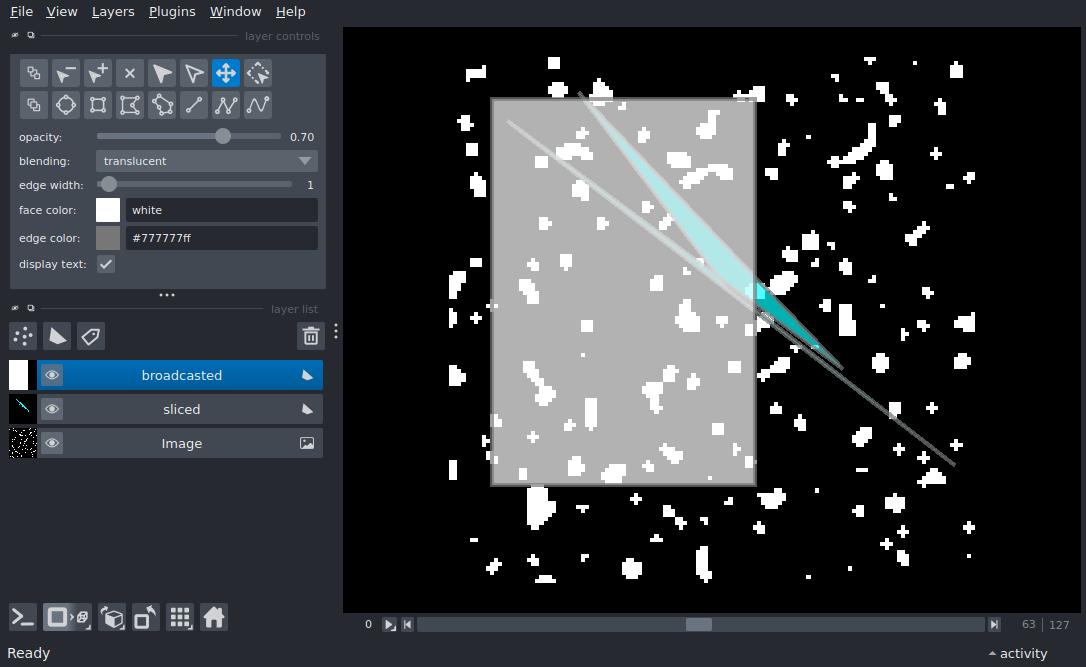 File View Layers Plugins Window Help
layer controls
opacity: 0.70
blending: translucent
edge width: 1
face color: white
edge color: #777777ff
display text:
layer list
broadcasted
sliced
Image
0 63 127
Ready
activity